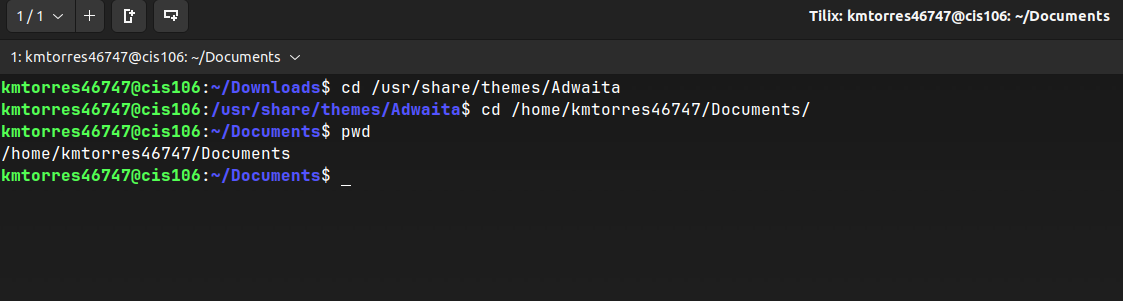 1 / 1
Tilix: kmtorres46747@cis106: ~/Documents
1: kmtorres46747@cis106: ~/Documents
kmtorres46747@cis106:~/Downloads$ cd /usr/share/themes/Adwaita
kmtorres46747@cis106:/usr/share/themes/Adwaita$ cd /home/kmtorres46747/Documents/
kmtorres46747@cis106:~/Documents$ pwd
/home/kmtorres46747/Documents
kmtorres46747@cis106:~/Documents$ _